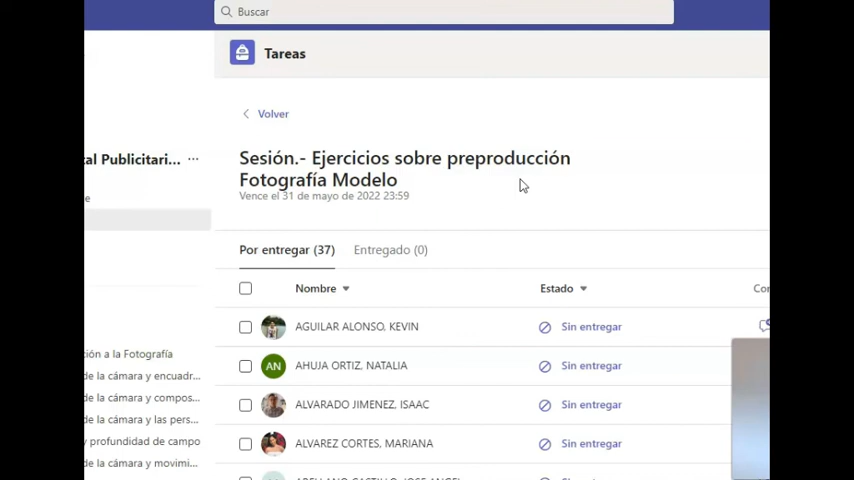 Buscar
Tareas
Volver
tal Publicitari... ...
Sesión.- Ejercicios sobre preproducción
Fotografía Modelo
Vence el 31 de mayo de 2022 23:59
Por entregar (37) Entregado (0)
Nombre Estado Co
AGUILAR ALONSO, KEVIN Sin entregar
AN AHUJA ORTIZ, NATALIA Sin entregar
ALVARADO JIMENEZ, ISAAC Sin entregar
ALVAREZ CORTES, MARIANA Sin entregar
ción a la Fotografía
de la cámara y encuadr...
de la cámara y compos...
de la cámara y las pers...
y profundidad de campo
de la cámara y movimi...